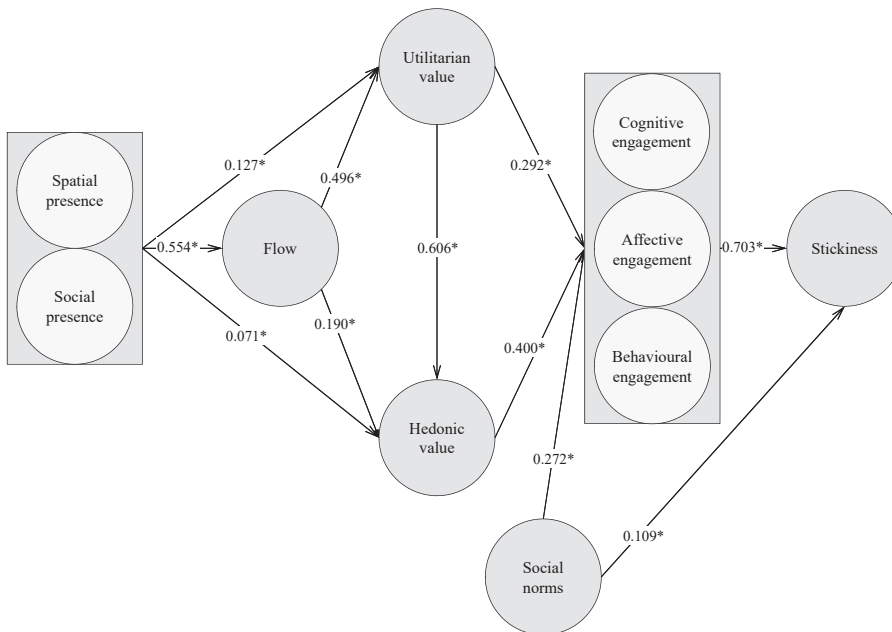 Utilitarian
value
Cognitive
engagement
0.127*
0.292*
Spatial
presence
0.496*
0.554*
Flow
0.606*
Affective
engagement
0.703*
Stickiness
Social
presence
0.071*
0.190*
0.400*
Behavioural
engagement
Hedonic
value
0.272*
0.109*
Social
norms